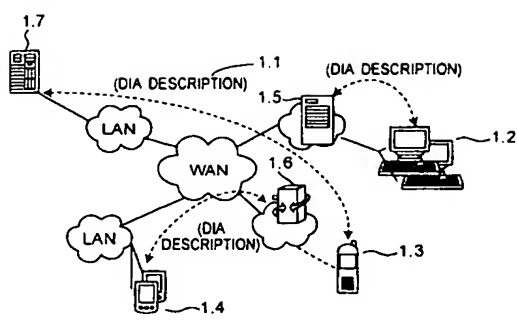 1.7
1.1
(DIA DESCRIPTION)
(DIA DESCRIPTION)
1.5
LAN
1.2
WAN
1.6
LAN
(DIA
DESCRIPTION)
1.3
1.4